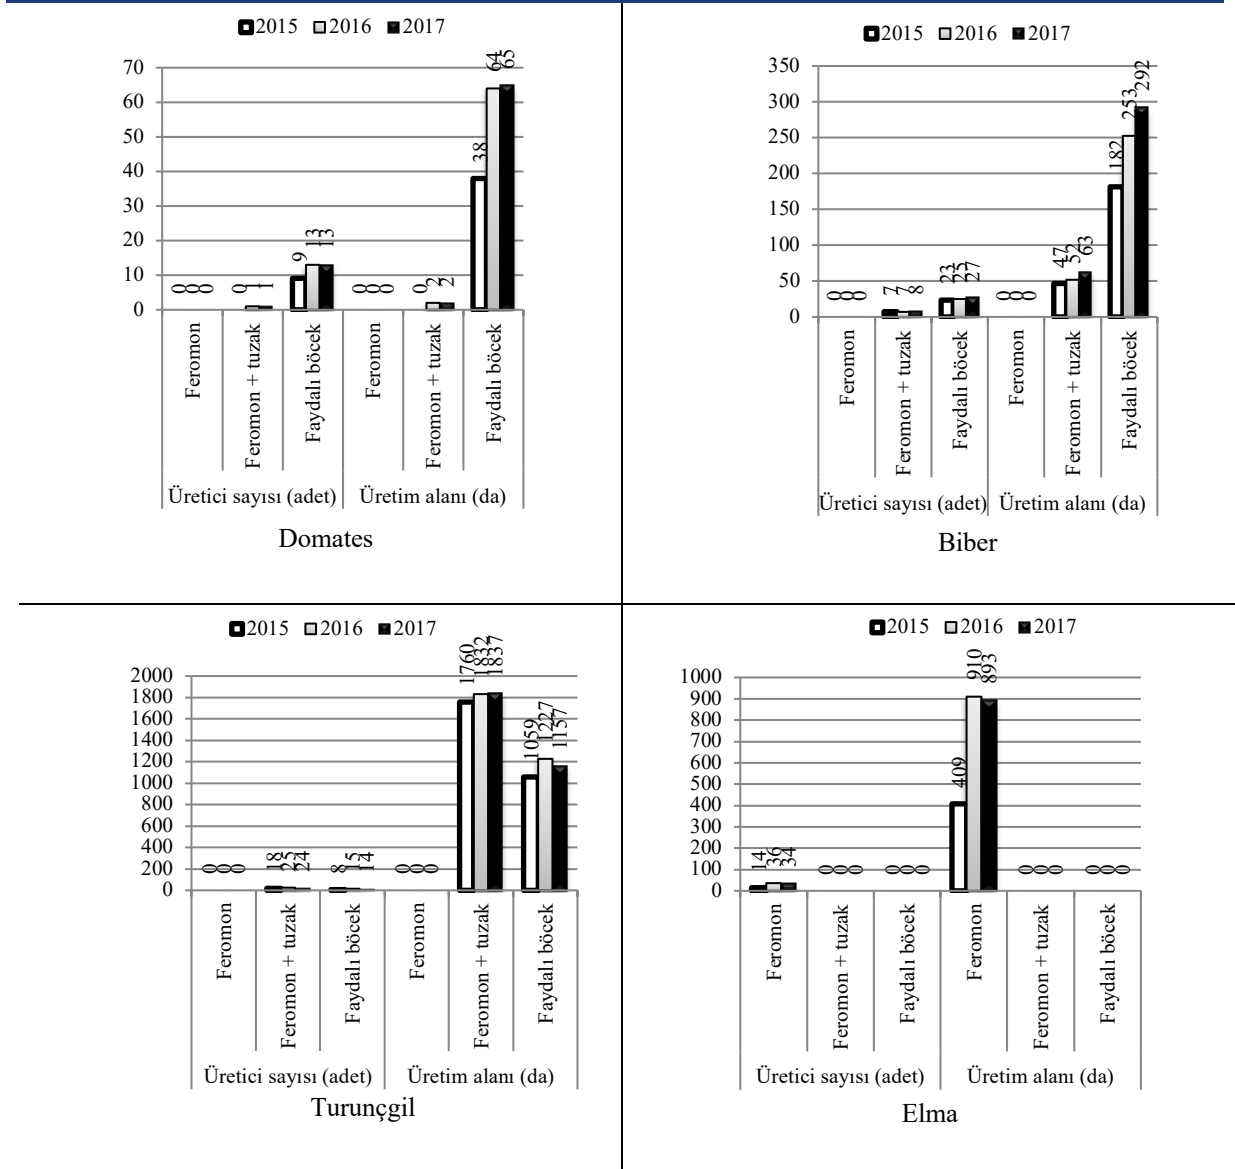 2015 2016 2017
70
60
50
40
30
20
10
0
0 0 0 0 1 1 9 13 13 0 0 0 0 2 2 38 64 65
Feromon
Feromon + tuzak
Faydalı böcek
Feromon
Feromon + tuzak
Faydalı böcek
Üretici sayısı (adet) Üretim alanı (da)
Domates
2015 2016 2017
350
300
250
200
150
100
50
0
0 0 0 7 7 8 23 25 27 0 0 0 47 52 63 182 253 292
Feromon
Feromon + tuzak
Faydalı böcek
Feromon
Feromon + tuzak
Faydalı böcek
Üretici sayısı (adet) Üretim alanı (da)
Biber
2015 2016 2017
2000
1800
1600
1400
1200
1000
800
600
400
200
0
0 0 0 18 25 24 8 15 14 0 0 0 1760 1832 1837 1059 1227 1157
Feromon
Feromon + tuzak
Faydalı böcek
Feromon
Feromon + tuzak
Faydalı böcek
Üretici sayısı (adet) Üretim alanı (da)
Turunçgil
2015 2016 2017
1000
900
800
700
600
500
400
300
200
100
0
14 36 34 0 0 0 0 0 0 409 910 893 0 0 0 0 0 0
Feromon
Feromon + tuzak
Faydalı böcek
Feromon
Feromon + tuzak
Faydalı böcek
Üretici sayısı (adet) Üretim alanı (da)
Elma